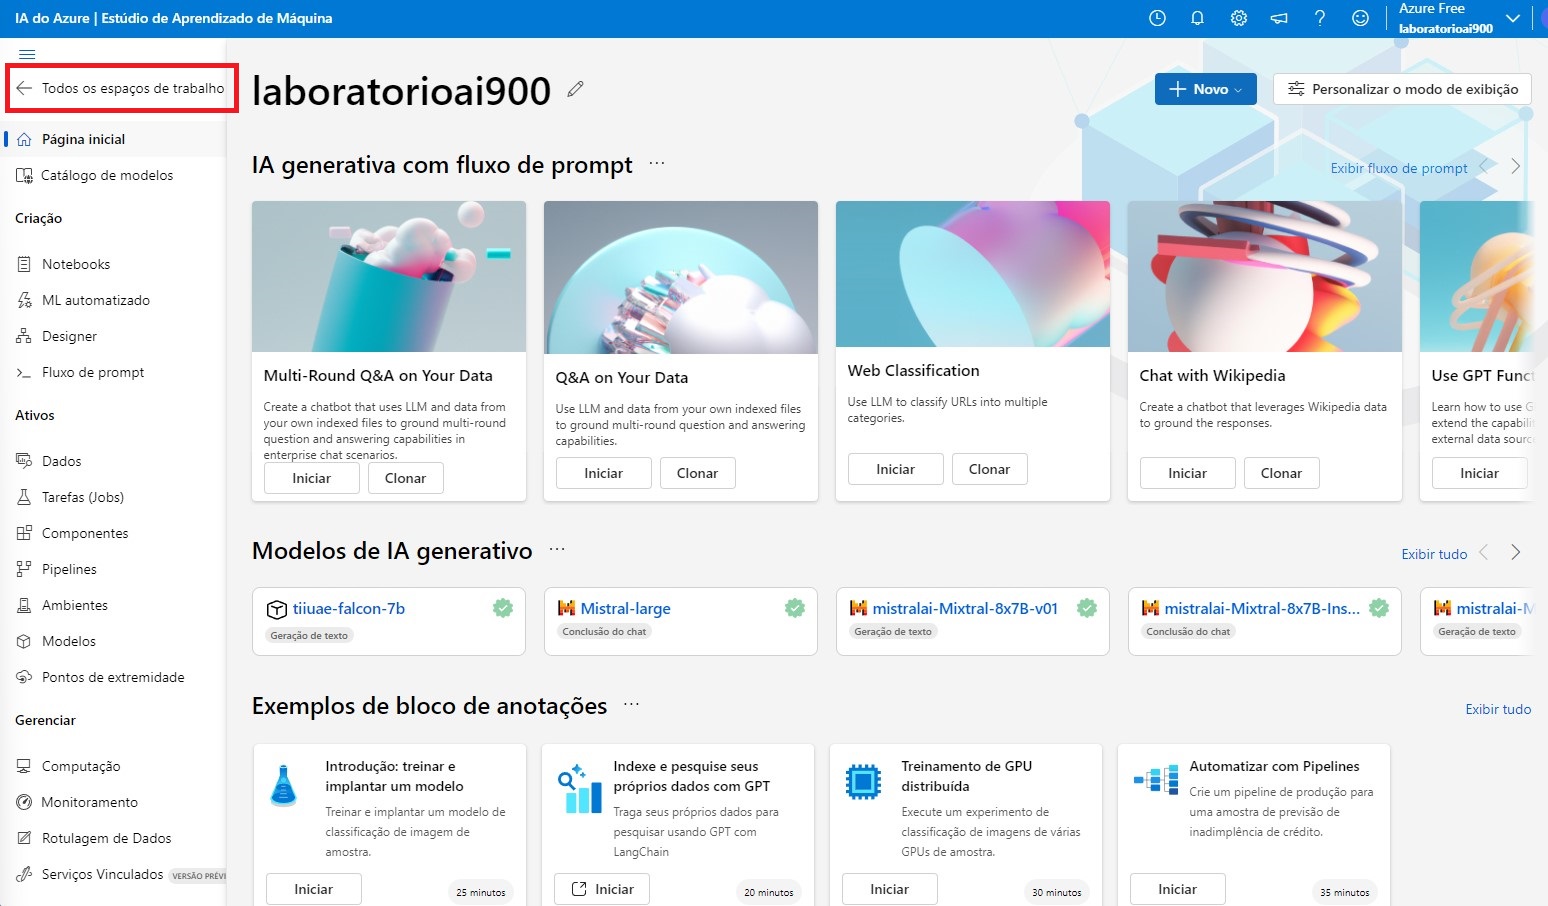 IA do Azure | Estúdio de Aprendizado de Máquina
Azure Free
laboratorioai900
Todos os espaços de trabalho
Página inicial
Catálogo de modelos
Criação
Notebooks
ML automatizado
Designer
Fluxo de prompt
Ativos
Dados
Tarefas (Jobs)
Componentes
Pipelines
Ambientes
Modelos
Pontos de extremidade
Gerenciar
Computação
Monitoramento
Rotulagem de Dados
Serviços Vinculados VERSÃO PRÉVI
laboratorioai900
Novo
Personalizar o modo de exibição
IA generativa com fluxo de prompt ...
Exibir fluxo de prompt
Multi-Round Q&A on Your Data
Create a chatbot that uses LLM and data from
your own indexed files to ground multi-round
question and answering capabilities in
enterprise chat scenarios.
Iniciar Clonar
Q&A on Your Data
Use LLM and data from your own indexed files
to ground multi-round question and answering
capabilities.
Iniciar Clonar
Web Classification
Use LLM to classify URLs into multiple
categories.
Iniciar Clonar
Chat with Wikipedia
Create a chatbot that leverages Wikipedia data
to ground the responses.
Iniciar Clonar
Use GPT Funct
Learn how to use G
extend the capabili
external data sourc
Iniciar
Modelos de IA generativo ...
Exibir tudo
tiiuae-falcon-7b
Geração de texto
Mistral-large
Conclusão do chat
mistralai-Mixtral-8x7B-v01
Geração de texto
mistralai-Mixtral-8x7B-Ins...
Conclusão do chat
mistralai-M
Geração de texto
Exemplos de bloco de anotações ...
Exibir tudo
Introdução: treinar e
implantar um modelo
Treinar e implantar um modelo de
classificação de imagem de
amostra.
Iniciar 25 minutos
Indexe e pesquise seus
próprios dados com GPT
Traga seus próprios dados para
pesquisar usando GPT com
LangChain
Iniciar 20 minutos
Treinamento de GPU
distribuída
Execute um experimento de
classificação de imagens de várias
GPUs de amostra.
Iniciar 30 minutos
Automatizar com Pipelines
Crie um pipeline de produção para
uma amostra de previsão de
inadimplência de crédito.
Iniciar 35 minutos